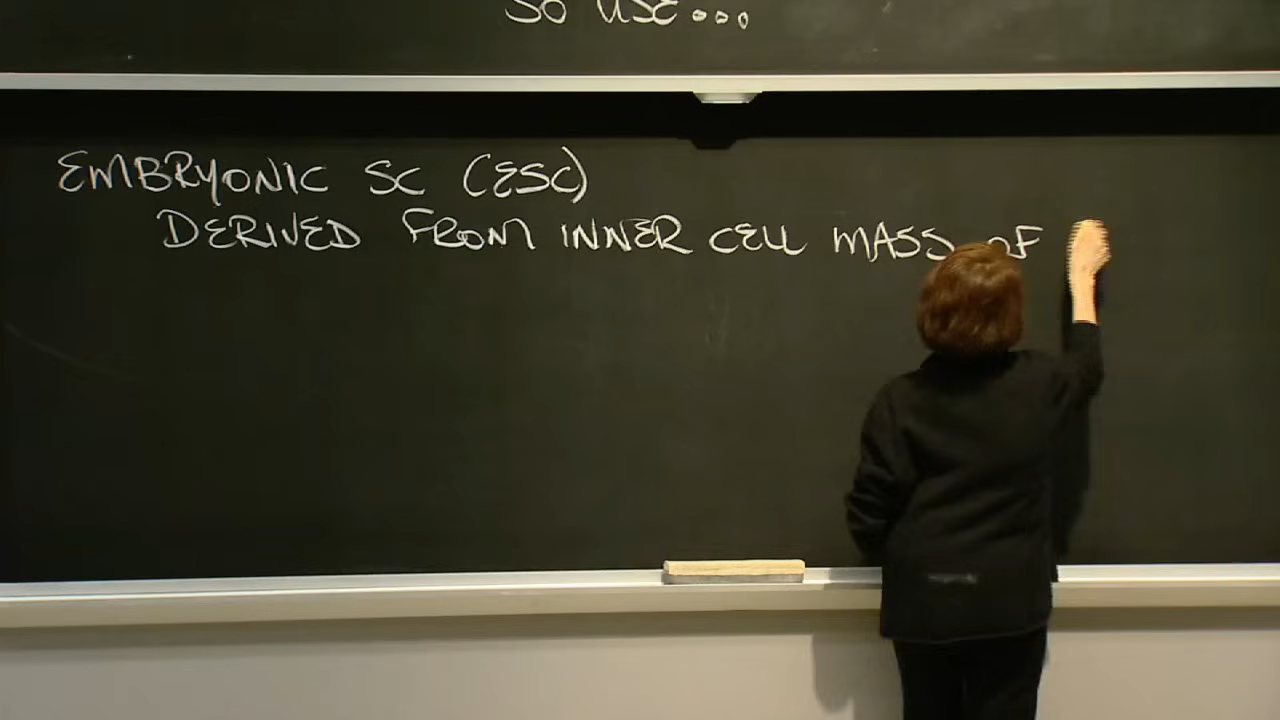 SO USE...
EMBRYONIC SC (ESC)
DERIVED FROM INNER CELL MASS OF